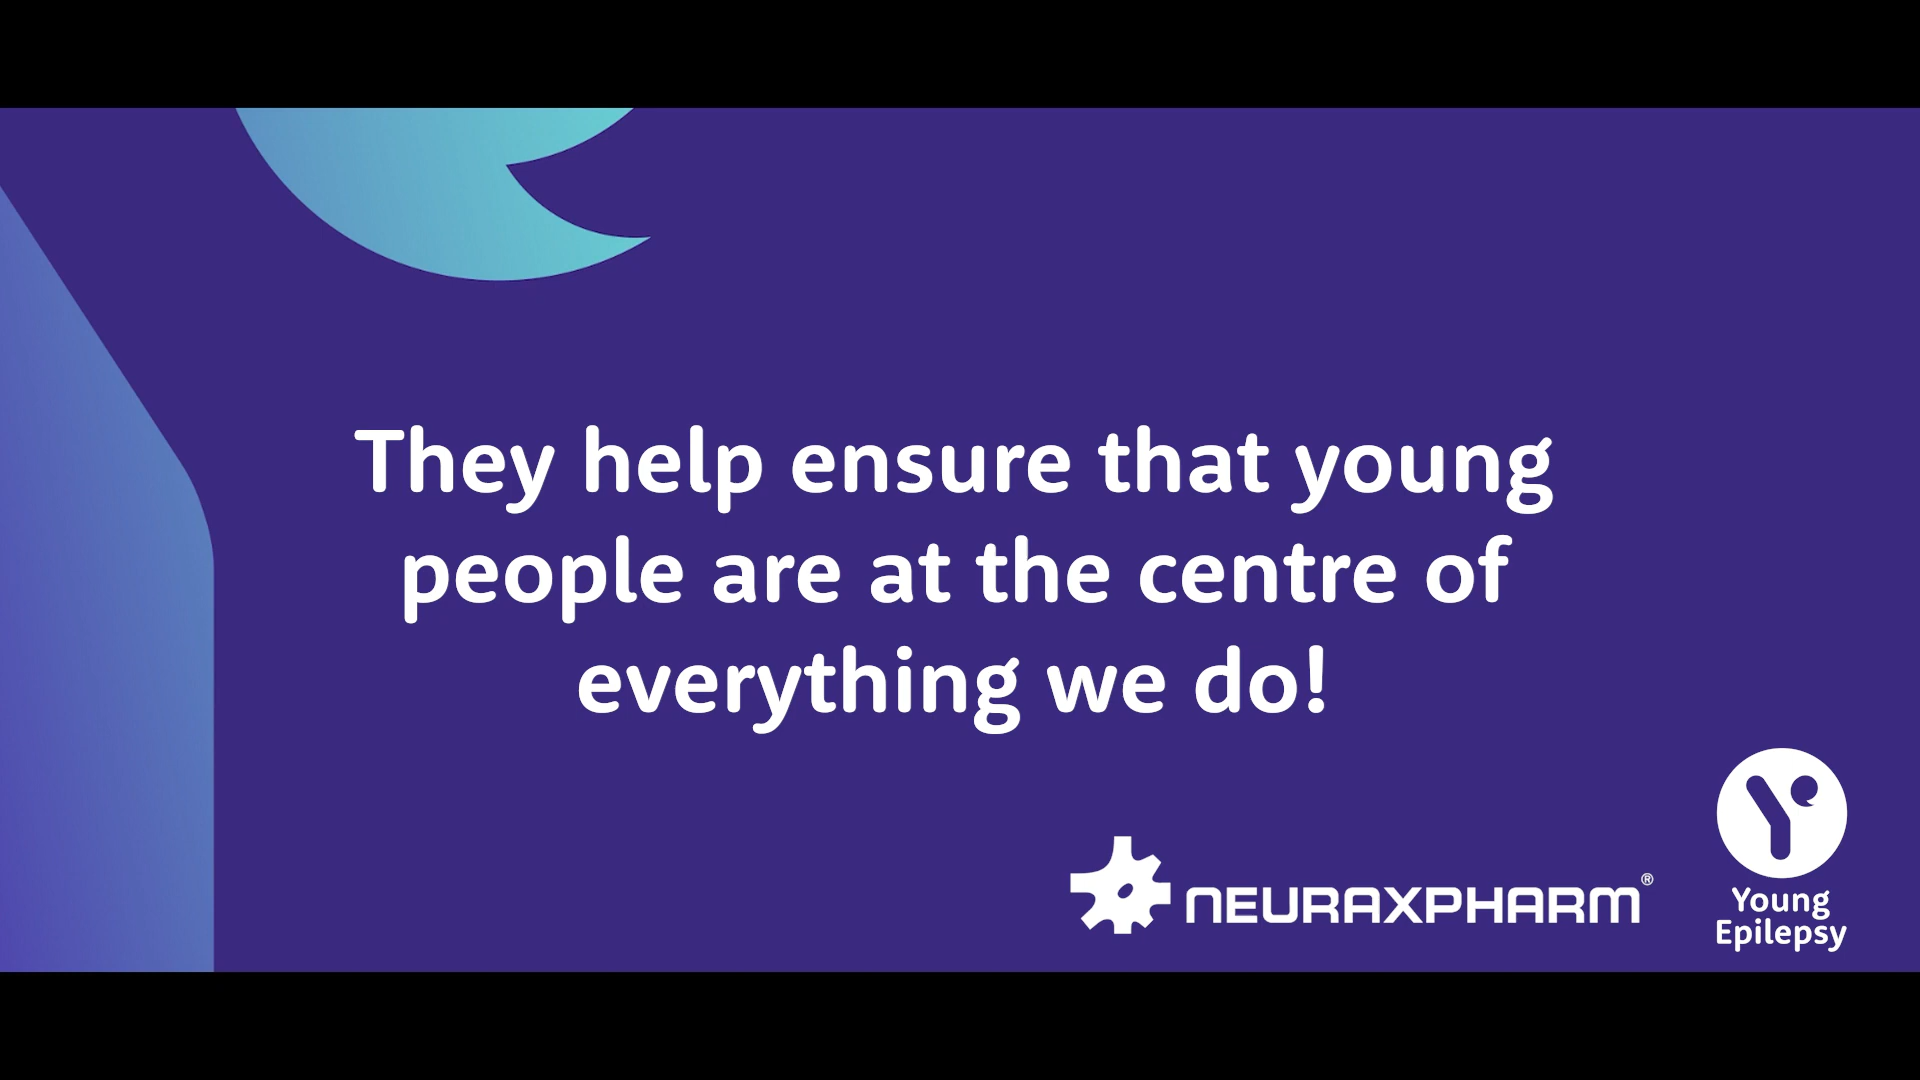 They help ensure that young
people are at the centre of
everything we do!
NEURAXPHARM®
Young
Epilepsy